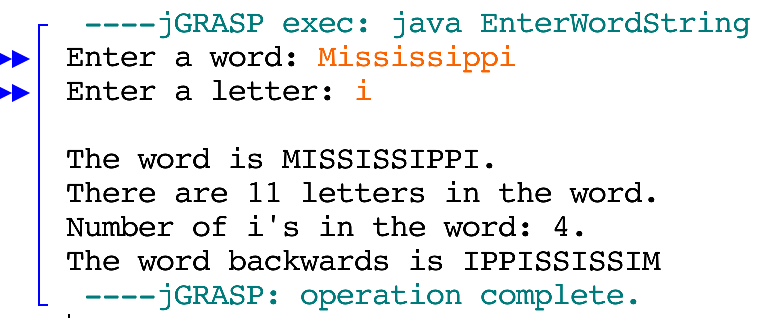 ----jGRASP exec: java EnterWordString
Enter a word: Mississippi
Enter a letter: i

The word is MISSISSIPPI.
There are 11 letters in the word.
Number of i's in the word: 4.
The word backwards is IPPISSISSIM
----jGRASP: operation complete.